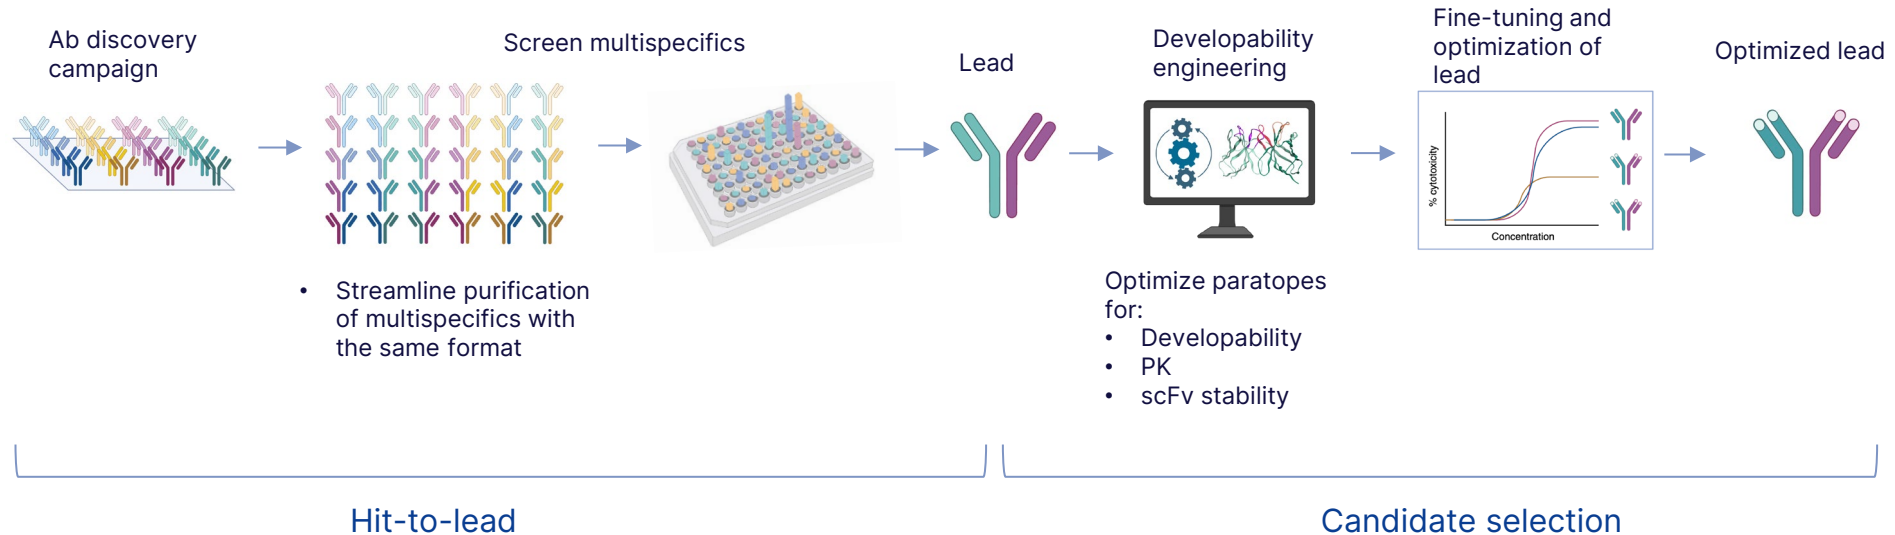 Ab discovery
campaign
Screen multispecifics
Lead
Developability
engineering
Fine-tuning and
optimization of
lead
Optimized lead
% cytotoxicity
Concentration
• Streamline purification
of multispecifics with
the same format
Optimize paratopes
for:
• Developability
• PK
• scFv stability
Hit-to-lead
Candidate selection